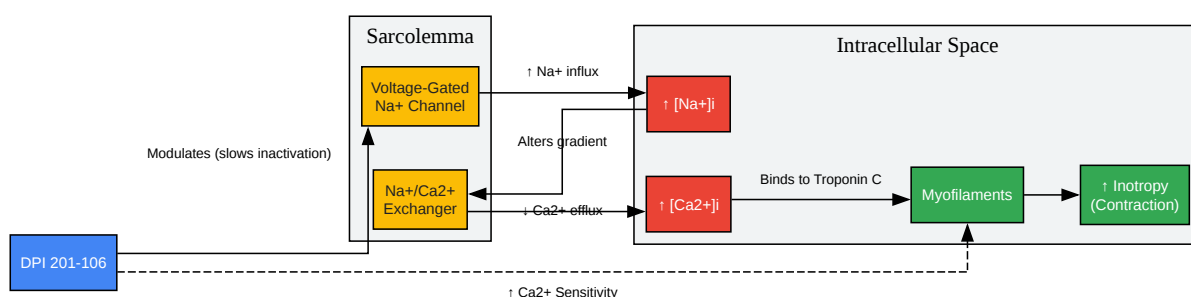 Sarcolemma
Intracellular Space
Voltage-Gated
Na+ Channel
↑ Na+ influx
↑ [Na+]i
Alters gradient
Modulates (slows inactivation)
Na+/Ca2+
Exchanger
↓ Ca2+ efflux
↑ [Ca2+]i
Binds to Troponin C
Myofilaments
↑ Inotropy
(Contraction)
DPI 201-106
↑ Ca2+ Sensitivity